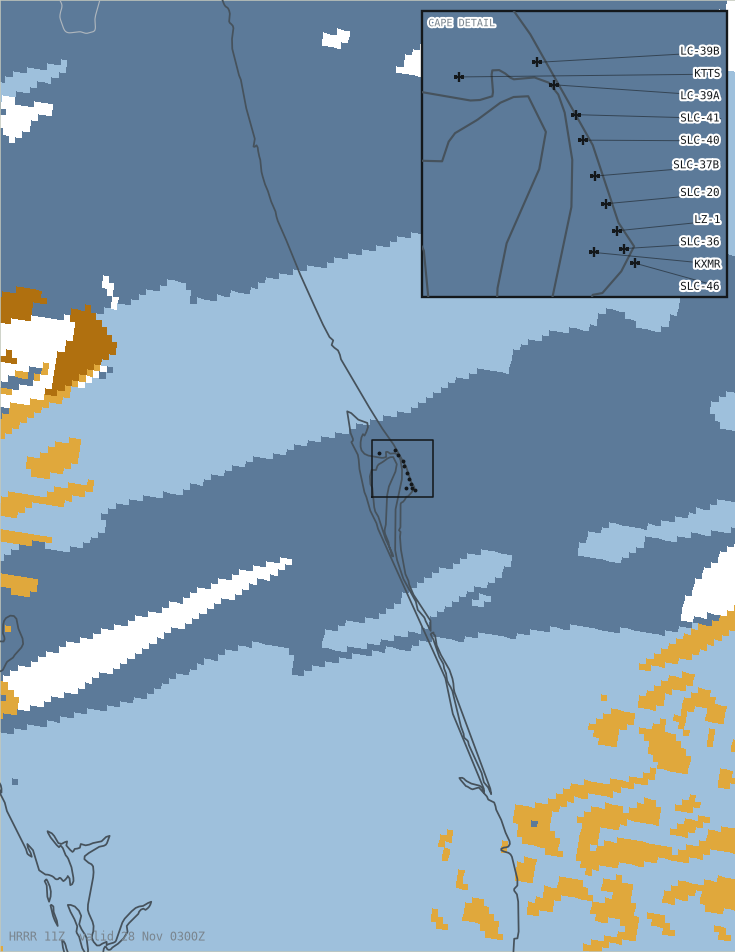 CAPE DETAIL
LC-39B
KTTS
LC-39A
SLC-41
SLC-40
SLC-37B
SLC-20
LZ-1
SLC-36
KXMR
SLC-46
HRRR 11Z  Valid 28 Nov 0300Z